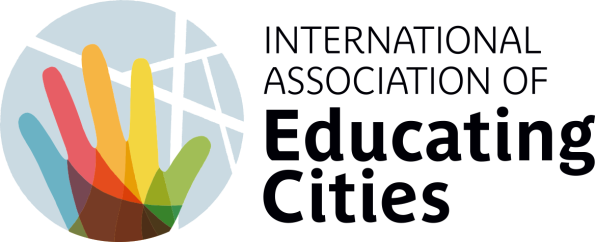 INTERNATIONAL
ASSOCIATION OF
Educating
Cities